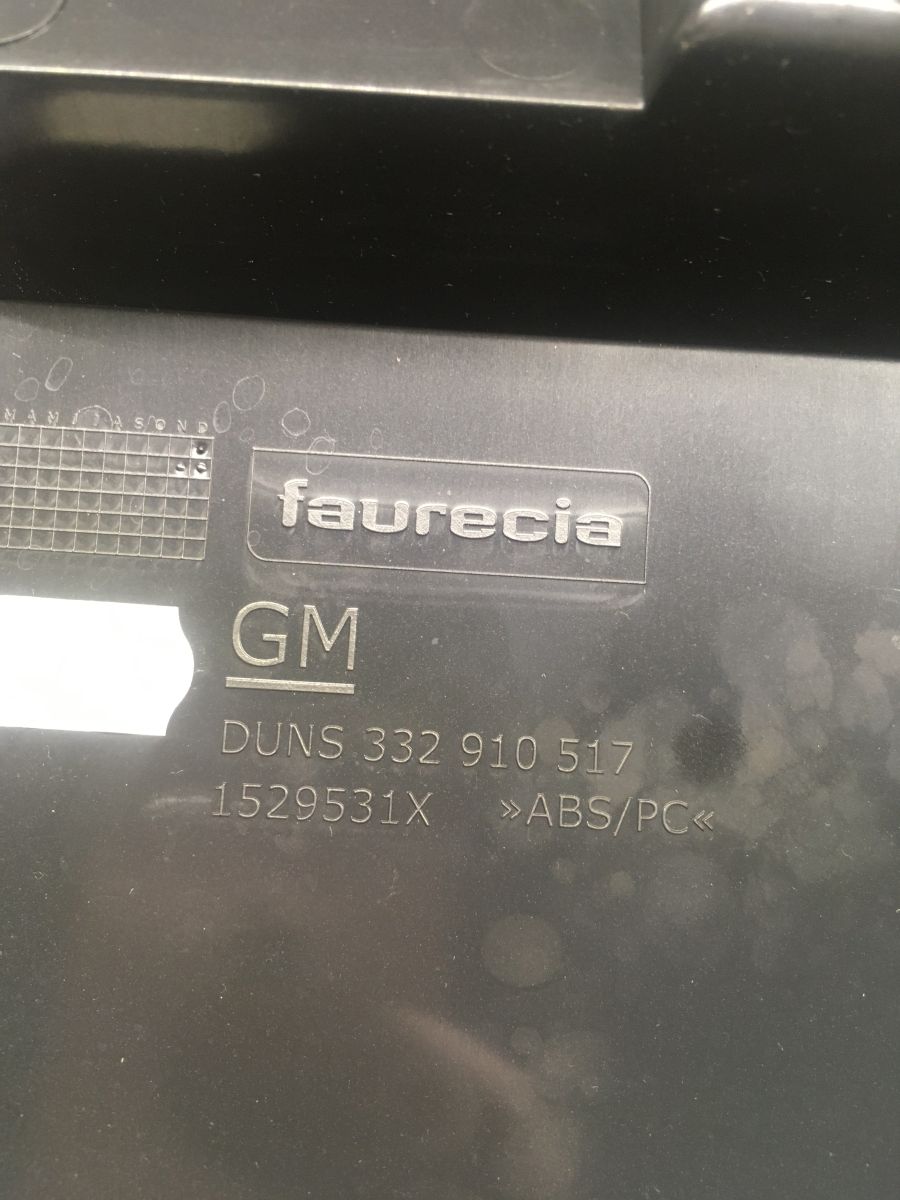 M A M J J A S O N D
faurecia
GM
DUNS 332 910 517
1529531X »ABS/PC«